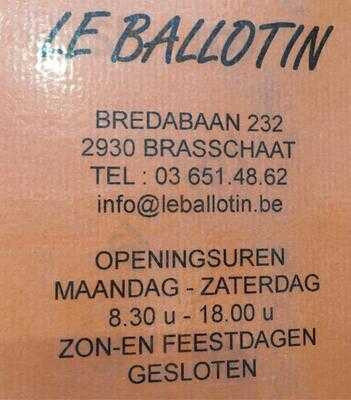 LE BALLOTIN
BREDABAAN 232
2930 BRASSCHAAT
TEL : 03 651.48.62
info@leballotin.be
OPENINGSUREN
MAANDAG - ZATERDAG
8.30 u - 18.00 u
ZON-EN FEESTDAGEN
GESLOTEN